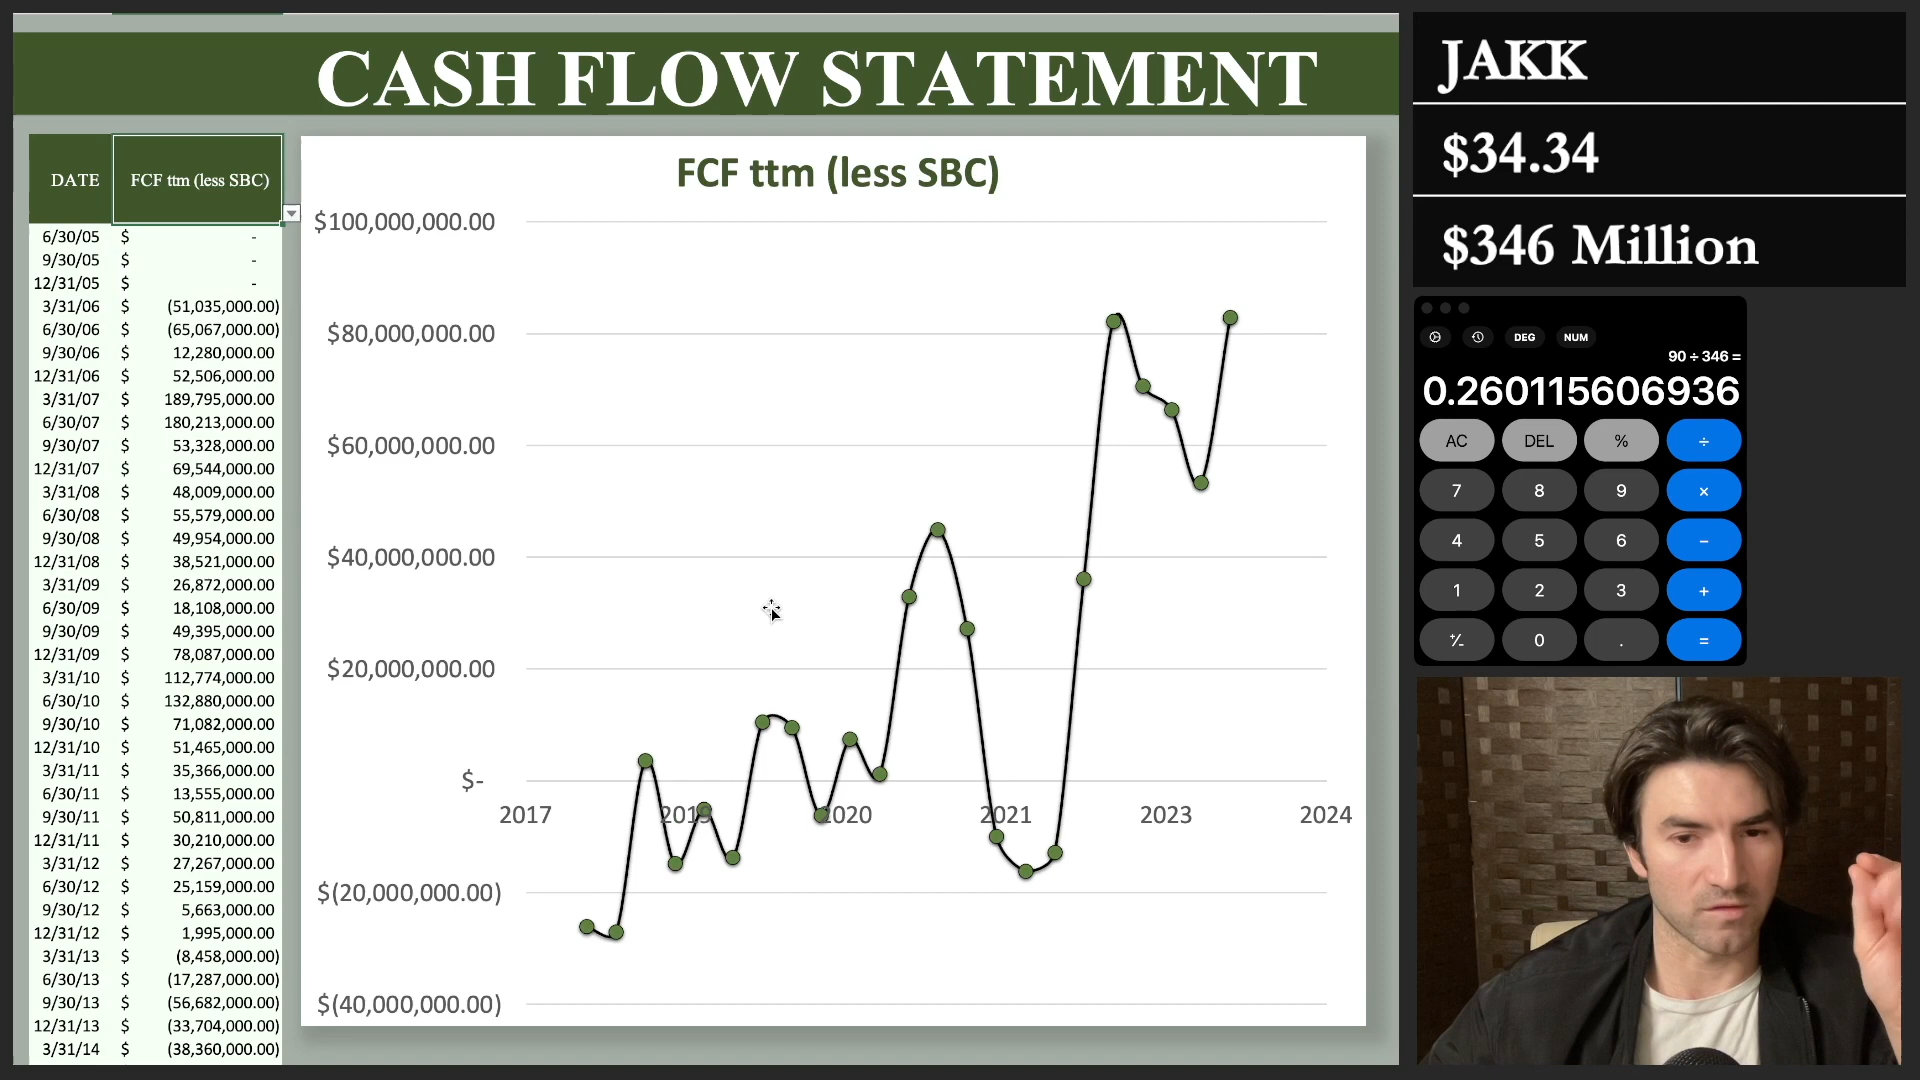 CASH FLOW STATEMENT
DATE FCF ttm (less SBC)
6/30/05 $ -
9/30/05 $ -
12/31/05 $ -
3/31/06 $ (51,035,000.00)
6/30/06 $ (65,067,000.00)
9/30/06 $ 12,280,000.00
12/31/06 $ 52,506,000.00
3/31/07 $ 189,795,000.00
6/30/07 $ 180,213,000.00
9/30/07 $ 53,328,000.00
12/31/07 $ 69,544,000.00
3/31/08 $ 48,009,000.00
6/30/08 $ 55,579,000.00
9/30/08 $ 49,954,000.00
12/31/08 $ 38,521,000.00
3/31/09 $ 26,872,000.00
6/30/09 $ 18,108,000.00
9/30/09 $ 49,395,000.00
12/31/09 $ 78,087,000.00
3/31/10 $ 112,774,000.00
6/30/10 $ 132,880,000.00
9/30/10 $ 71,082,000.00
12/31/10 $ 51,465,000.00
3/31/11 $ 35,366,000.00
6/30/11 $ 13,555,000.00
9/30/11 $ 50,811,000.00
12/31/11 $ 30,210,000.00
3/31/12 $ 27,267,000.00
6/30/12 $ 25,159,000.00
9/30/12 $ 5,663,000.00
12/31/12 $ 1,995,000.00
3/31/13 $ (8,458,000.00)
6/30/13 $ (17,287,000.00)
9/30/13 $ (56,682,000.00)
12/31/13 $ (33,704,000.00)
3/31/14 $ (38,360,000.00)
FCF ttm (less SBC)
$100,000,000.00
$80,000,000.00
$60,000,000.00
$40,000,000.00
$20,000,000.00
$-
2017 2019 2020 2021 2023 2024
$(20,000,000.00)
$(40,000,000.00)
JAKK
$34.34
$346 Million
DEG NUM
90÷346=
0.260115606936
AC DEL % ÷
7 8 9 ×
4 5 6 −
1 2 3 +
+/− 0 . =